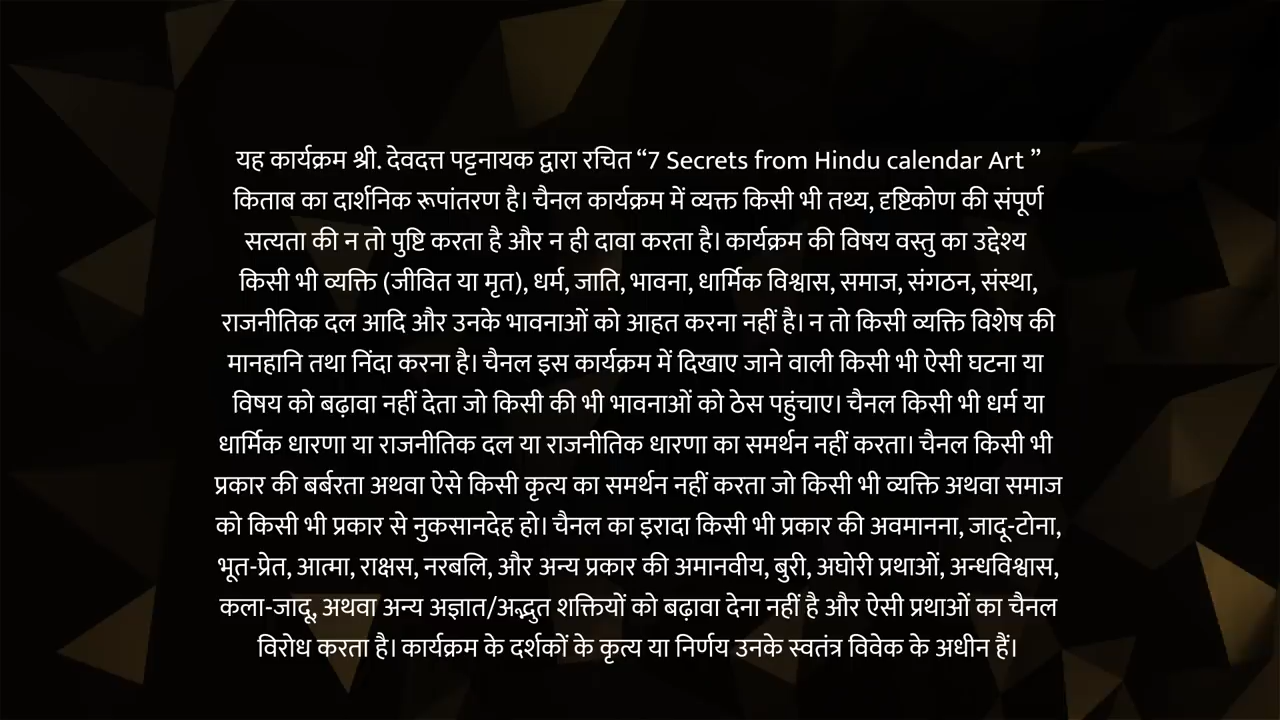 यह कार्यक्रम श्री. देवदत्त पट्टनायक द्वारा रचित “7 Secrets from Hindu calendar Art ”
किताब का दार्शनिक रूपांतरण है। चैनल कार्यक्रम में व्यक्त किसी भी तथ्य, दृष्टिकोण की संपूर्ण
सत्यता की न तो पुष्टि करता है और न ही दावा करता है। कार्यक्रम की विषय वस्तु का उद्देश्य
किसी भी व्यक्ति (जीवित या मृत), धर्म, जाति, भावना, धार्मिक विश्वास, समाज, संगठन, संस्था,
राजनीतिक दल आदि और उनके भावनाओं को आहत करना नहीं है। न तो किसी व्यक्ति विशेष की
मानहानि तथा निंदा करना है। चैनल इस कार्यक्रम में दिखाए जाने वाली किसी भी ऐसी घटना या
विषय को बढ़ावा नहीं देता जो किसी की भी भावनाओं को ठेस पहुंचाए। चैनल किसी भी धर्म या
धार्मिक धारणा या राजनीतिक दल या राजनीतिक धारणा का समर्थन नहीं करता। चैनल किसी भी
प्रकार की बर्बरता अथवा ऐसे किसी कृत्य का समर्थन नहीं करता जो किसी भी व्यक्ति अथवा समाज
को किसी भी प्रकार से नुकसानदेह हो। चैनल का इरादा किसी भी प्रकार की अवमानना, जादू-टोना,
भूत-प्रेत, आत्मा, राक्षस, नरबलि, और अन्य प्रकार की अमानवीय, बुरी, अघोरी प्रथाओं, अन्धविश्वास,
कला-जादू, अथवा अन्य अज्ञात/अद्भुत शक्तियों को बढ़ावा देना नहीं है और ऐसी प्रथाओं का चैनल
विरोध करता है। कार्यक्रम के दर्शकों के कृत्य या निर्णय उनके स्वतंत्र विवेक के अधीन हैं।